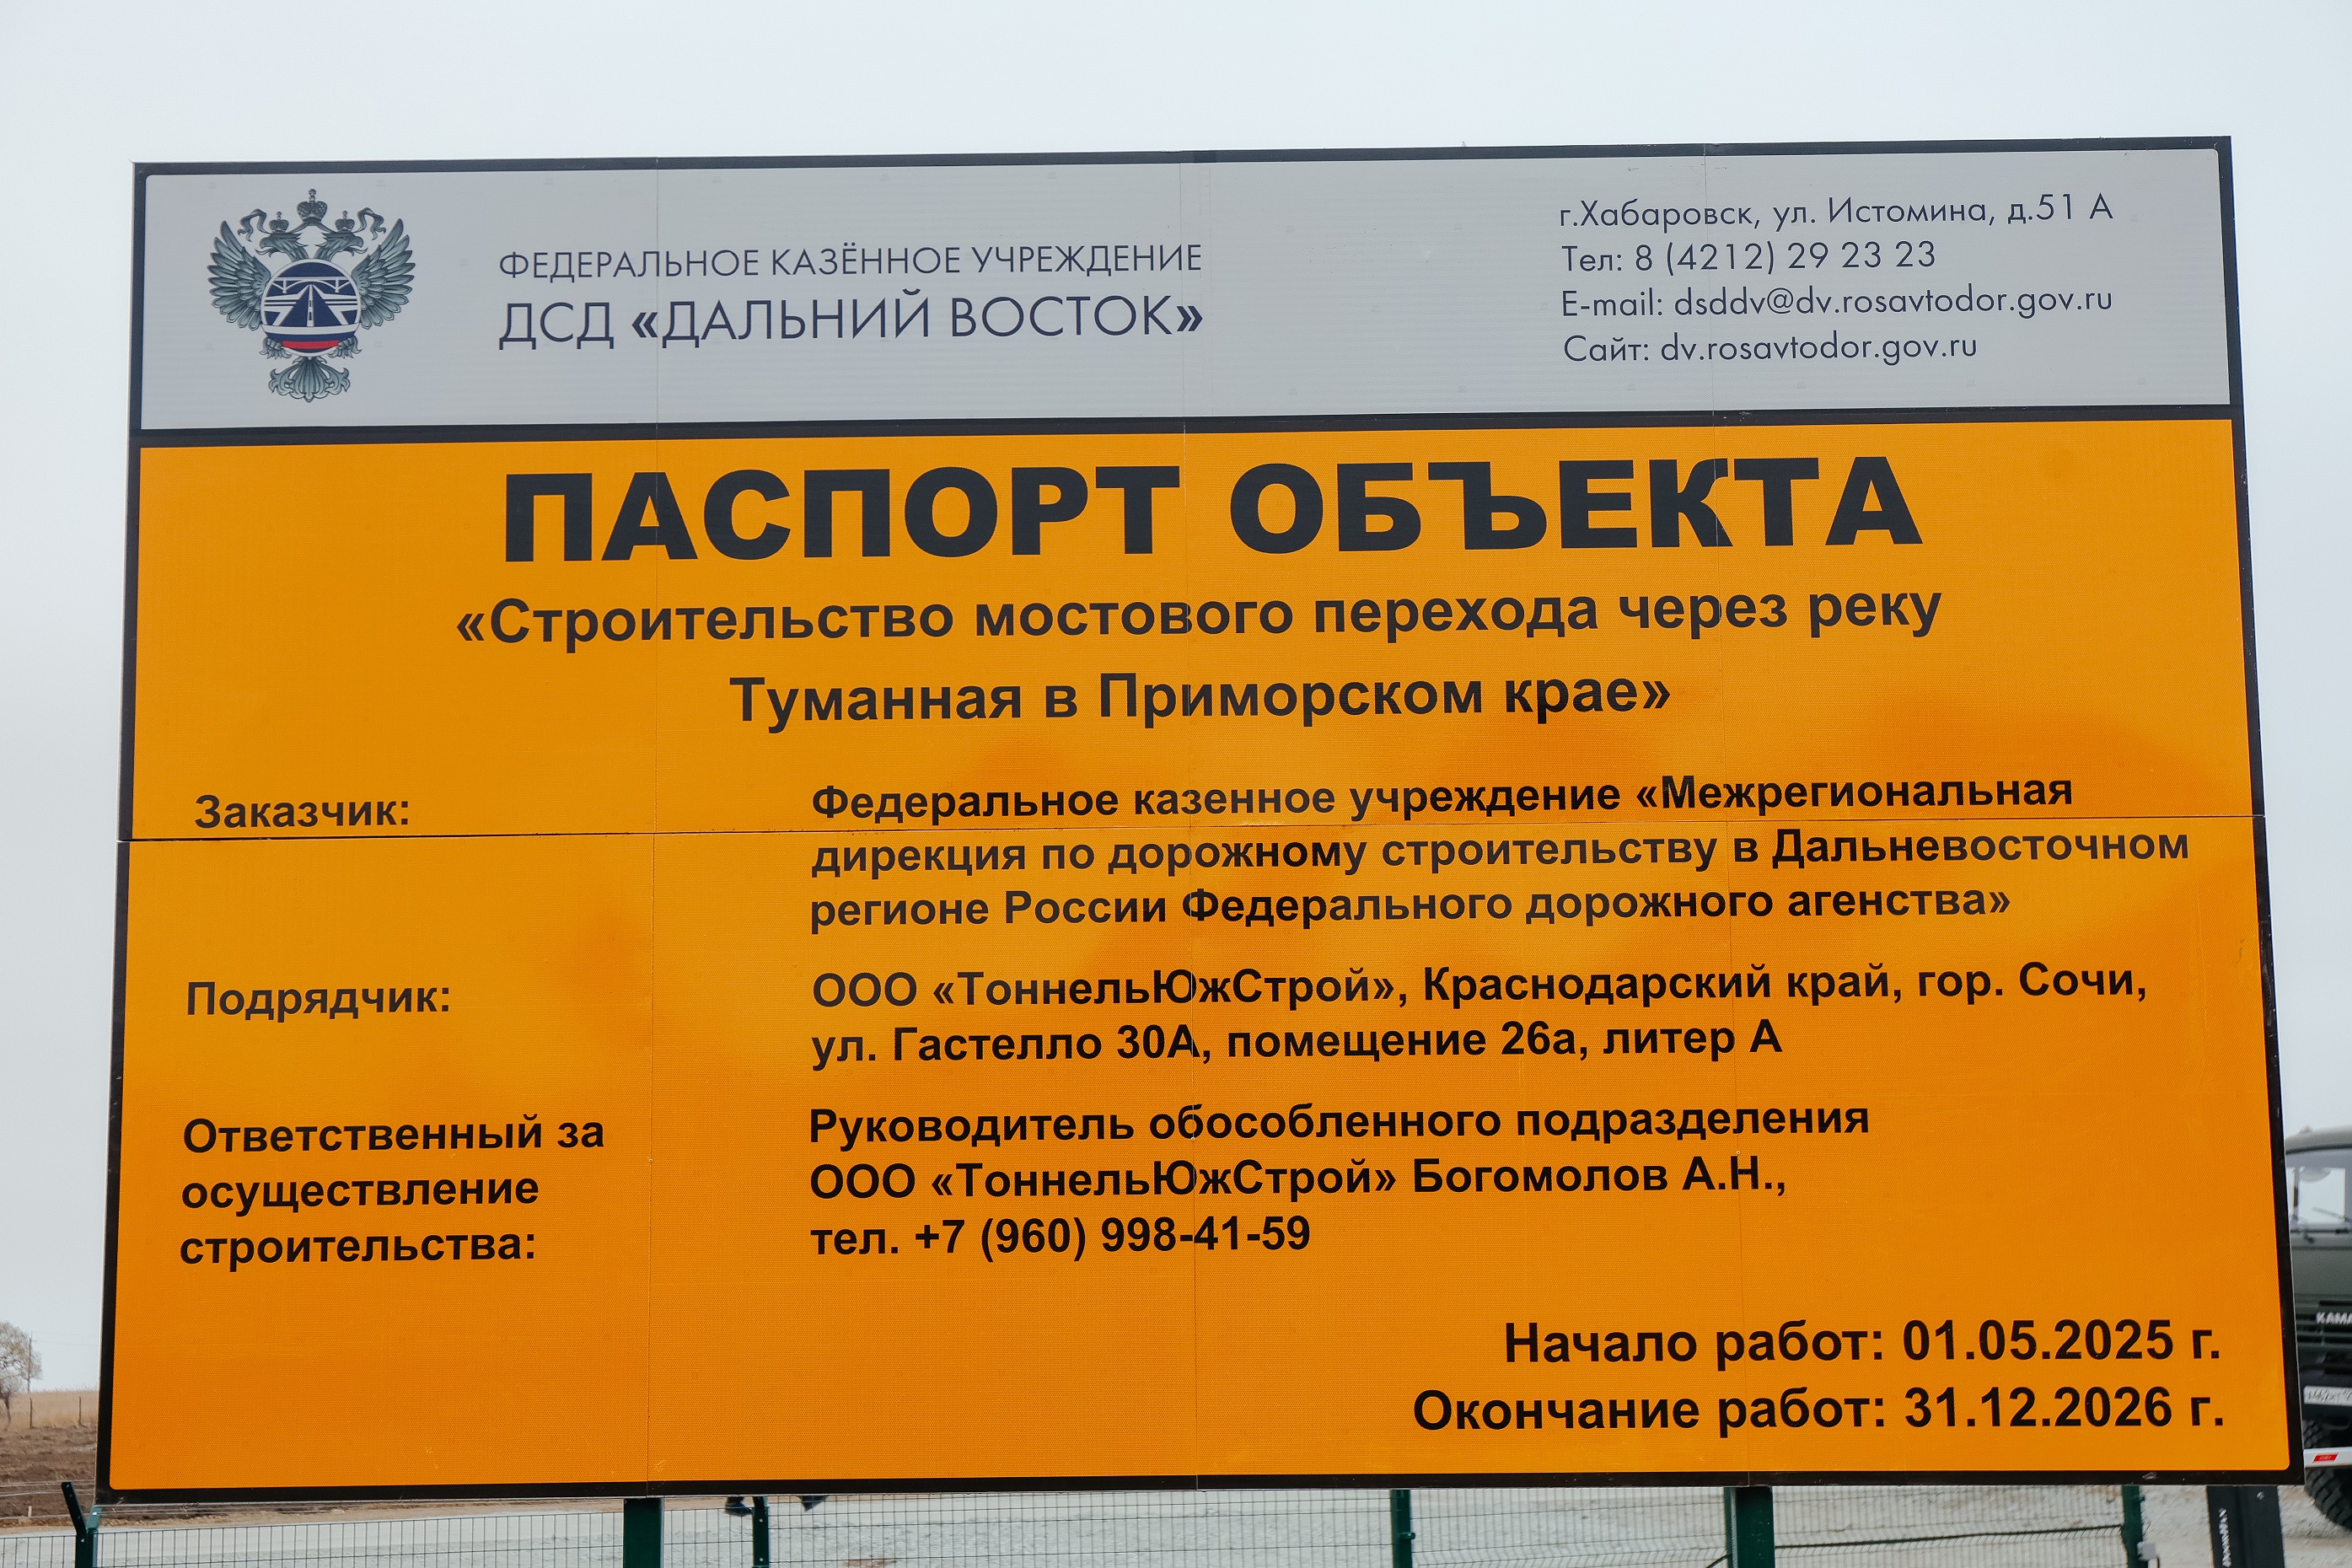 ФЕДЕРАЛЬНОЕ КАЗЁННОЕ УЧРЕЖДЕНИЕ
ДСД «ДАЛЬНИЙ ВОСТОК»
г.Хабаровск, ул. Истомина, д.51 А
Тел: 8 (4212) 29 23 23
E-mail: dsddv@dv.rosavtodor.gov.ru
Сайт: dv.rosavtodor.gov.ru
ПАСПОРТ ОБЪЕКТА
«Строительство мостового перехода через реку
Туманная в Приморском крае»
Заказчик:
Федеральное казенное учреждение «Межрегиональная
дирекция по дорожному строительству в Дальневосточном
регионе России Федерального дорожного агенства»
Подрядчик:
ООО «ТоннельЮжСтрой», Краснодарский край, гор. Сочи,
ул. Гастелло 30А, помещение 26а, литер А
Ответственный за
осуществление
строительства:
Руководитель обособленного подразделения
ООО «ТоннельЮжСтрой» Богомолов А.Н.,
тел. +7 (960) 998-41-59
Начало работ: 01.05.2025 г.
Окончание работ: 31.12.2026 г.